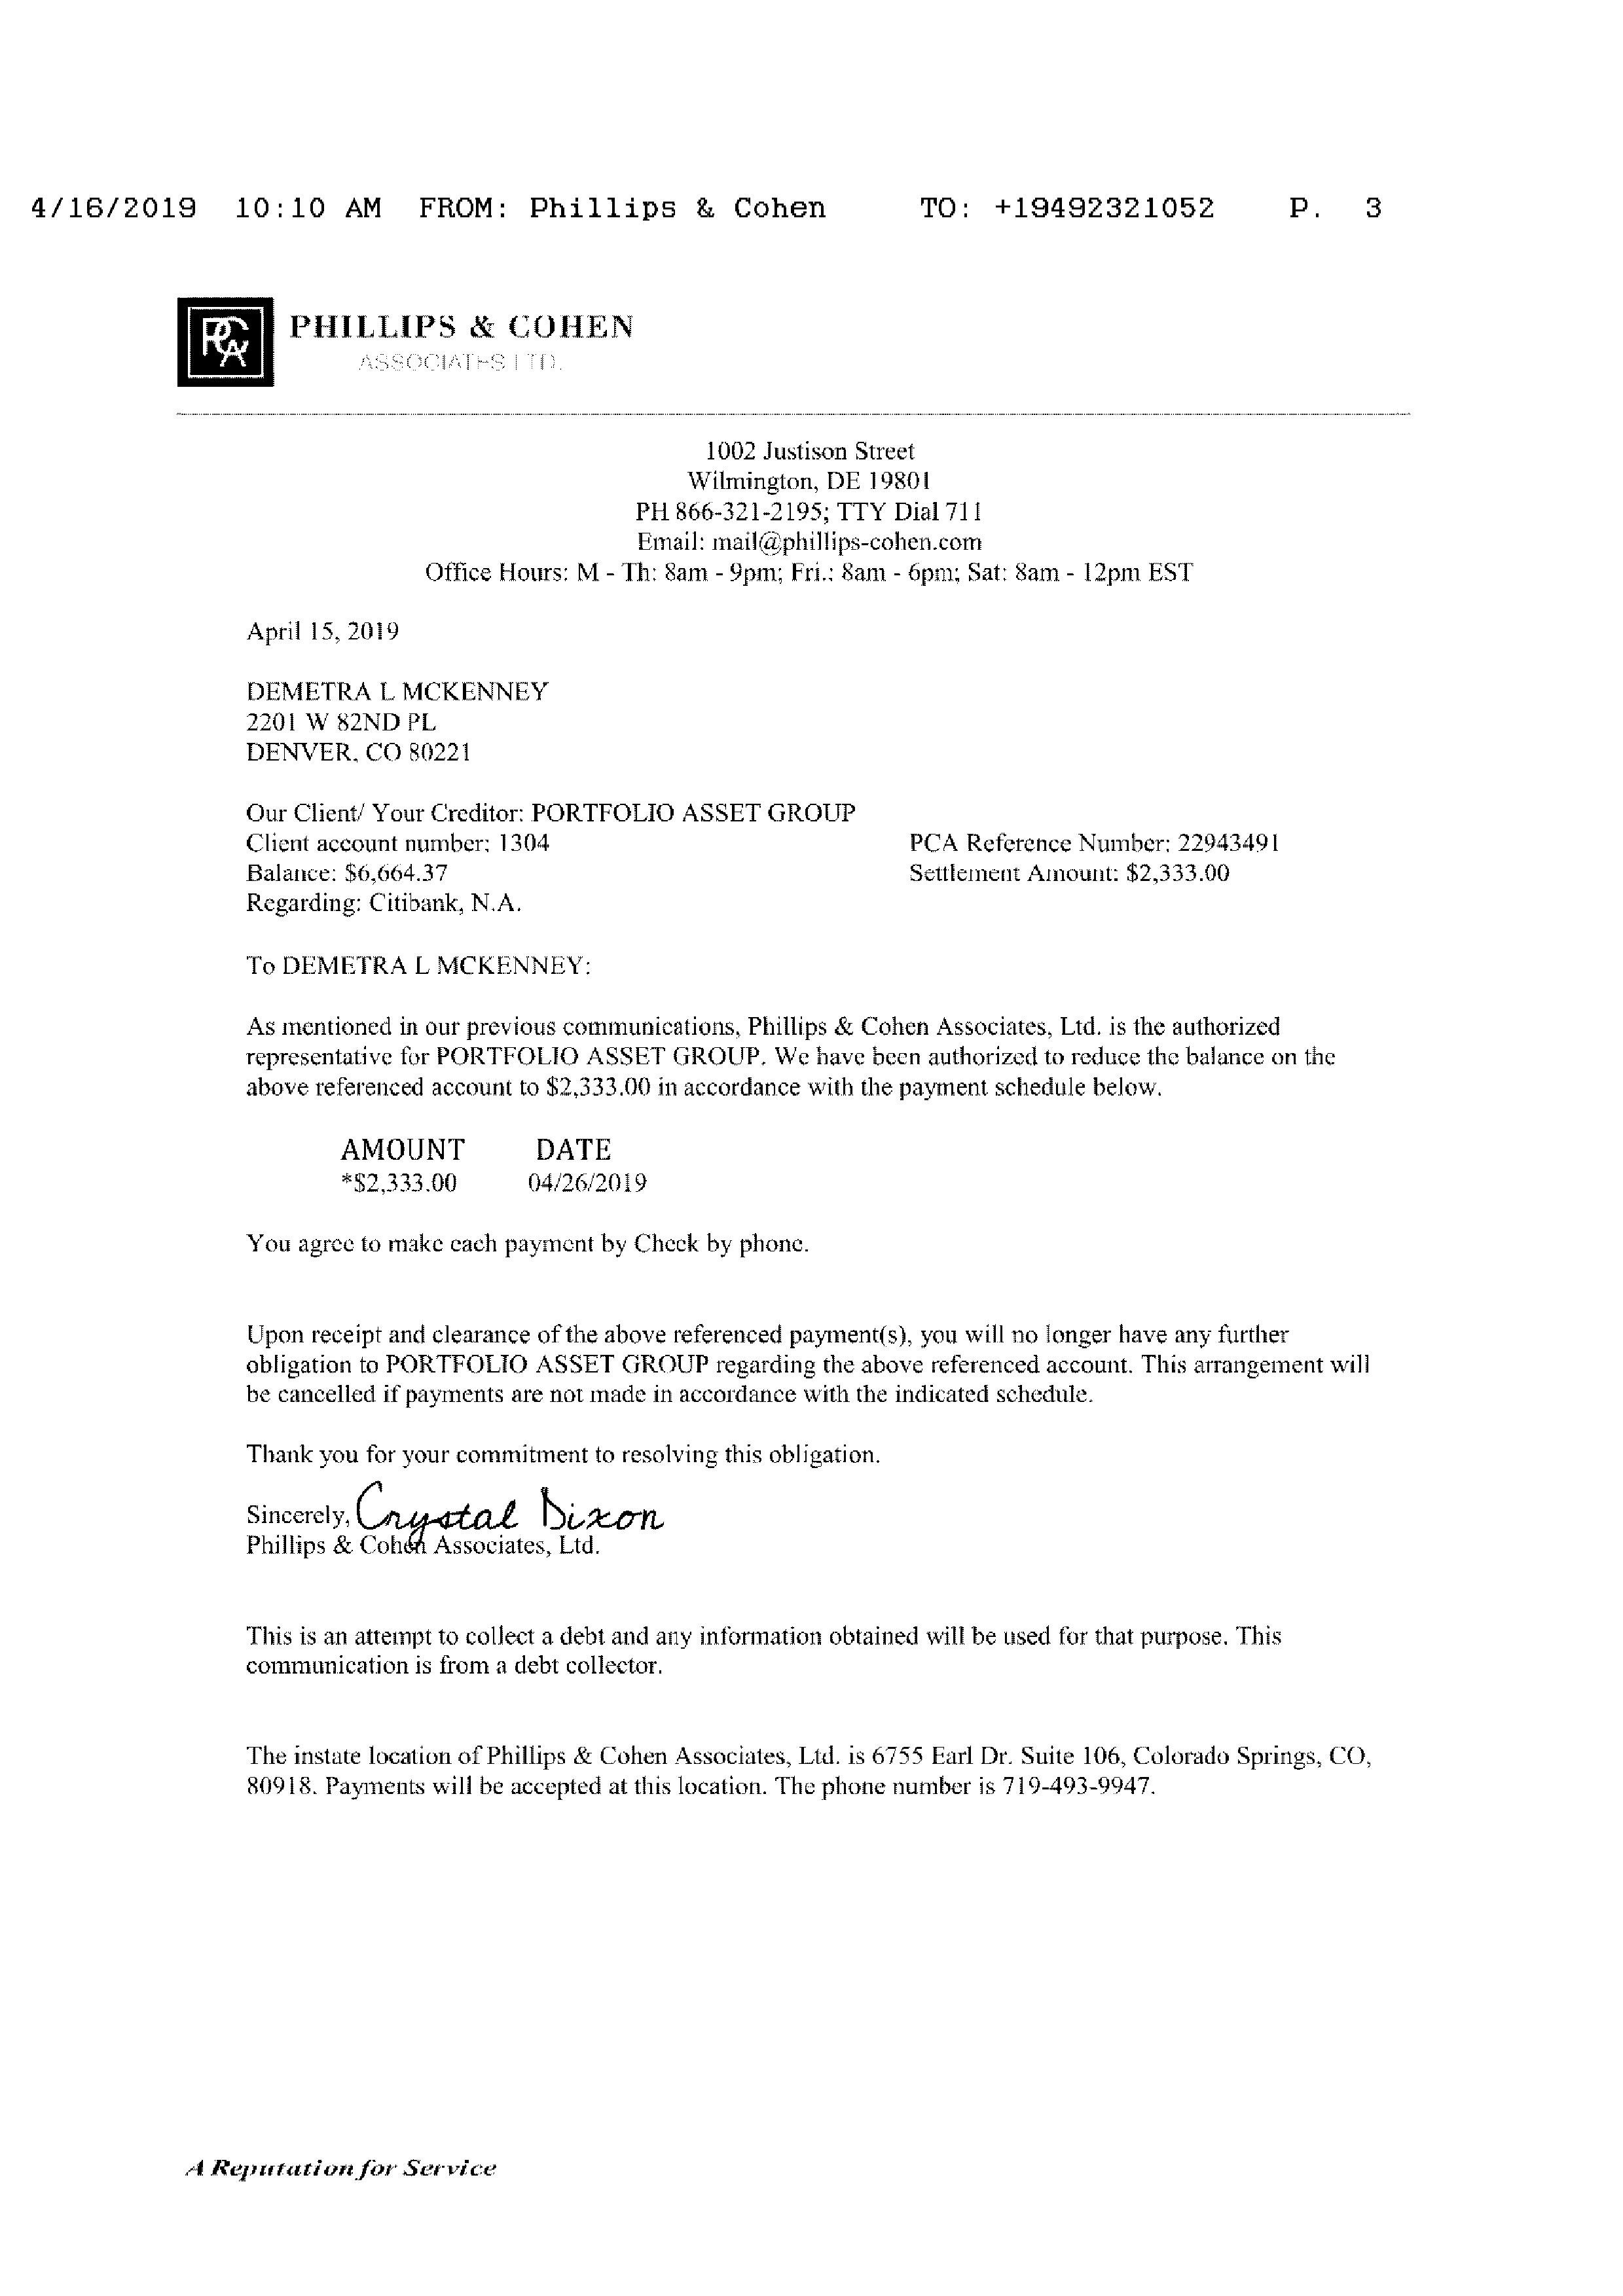 4/16/2019 10:10 AM FROM: Phillips & Cohen TO: +19492321052 P. 3
PCA
PHILLIPS & COHEN
ASSOCIATES LTD.
1002 Justison Street
Wilmington, DE 19801
PH 866-321-2195; TTY Dial 711
Email: mail@phillips-cohen.com
Office Hours: M - Th: 8am - 9pm; Fri.: 8am - 6pm; Sat: 8am - 12pm EST
April 15, 2019
DEMETRA L MCKENNEY
2201 W 82ND PL
DENVER, CO 80221
Our Client/ Your Creditor: PORTFOLIO ASSET GROUP
Client account number: 1304 PCA Reference Number: 22943491
Balance: $6,664.37 Settlement Amount: $2,333.00
Regarding: Citibank, N.A.
To DEMETRA L MCKENNEY:
As mentioned in our previous communications, Phillips & Cohen Associates, Ltd. is the authorized
representative for PORTFOLIO ASSET GROUP. We have been authorized to reduce the balance on the
above referenced account to $2,333.00 in accordance with the payment schedule below.
AMOUNT DATE
*$2,333.00 04/26/2019
You agree to make each payment by Check by phone.
Upon receipt and clearance of the above referenced payment(s), you will no longer have any further
obligation to PORTFOLIO ASSET GROUP regarding the above referenced account. This arrangement will
be cancelled if payments are not made in accordance with the indicated schedule.
Thank you for your commitment to resolving this obligation.
Sincerely, Crystal Dixon
Phillips & Cohen Associates, Ltd.
This is an attempt to collect a debt and any information obtained will be used for that purpose. This
communication is from a debt collector.
The instate location of Phillips & Cohen Associates, Ltd. is 6755 Earl Dr. Suite 106, Colorado Springs, CO,
80918. Payments will be accepted at this location. The phone number is 719-493-9947.
A Reputation for Service